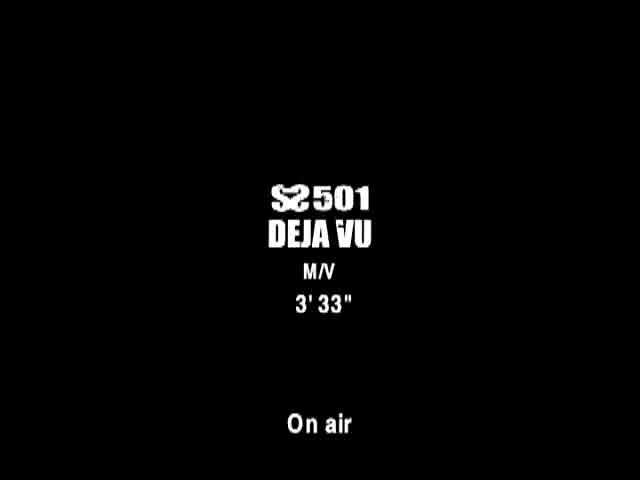 SS501
DEJA VU
M/V
3' 33"
On air